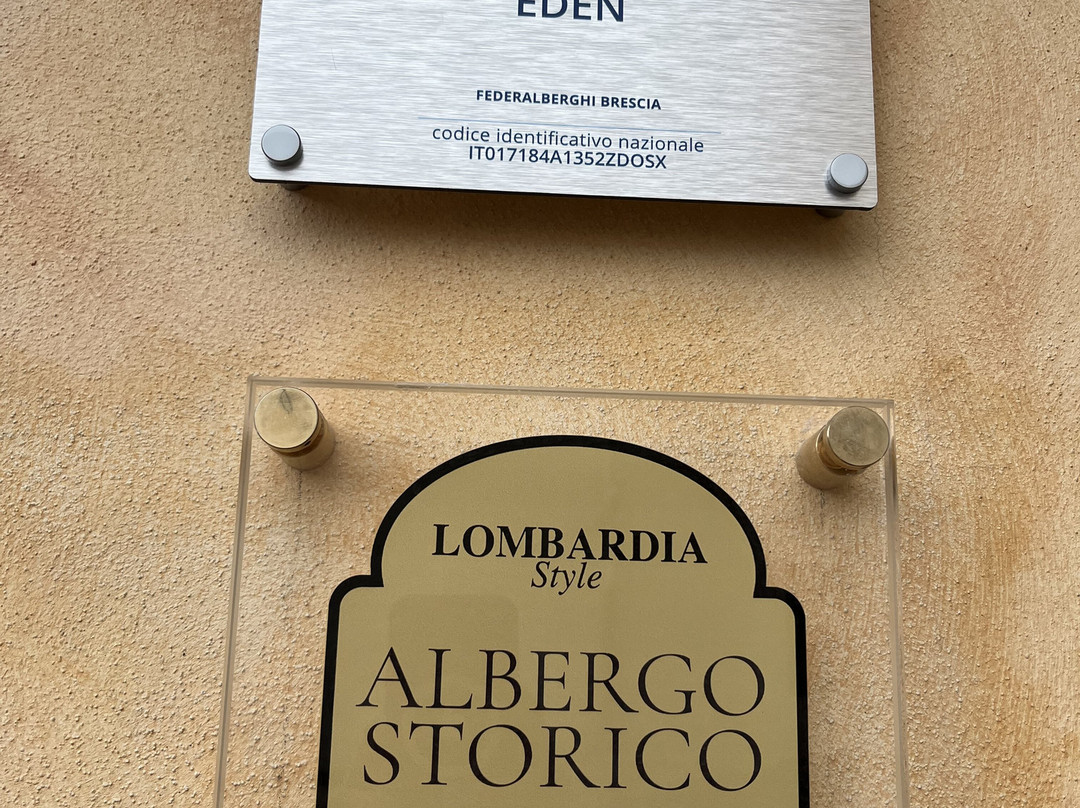 EDEN
FEDERALBERGHI BRESCIA
codice identificativo nazionale
IT017184A1352ZDOSX
LOMBARDIA
Style
ALBERGO
STORICO